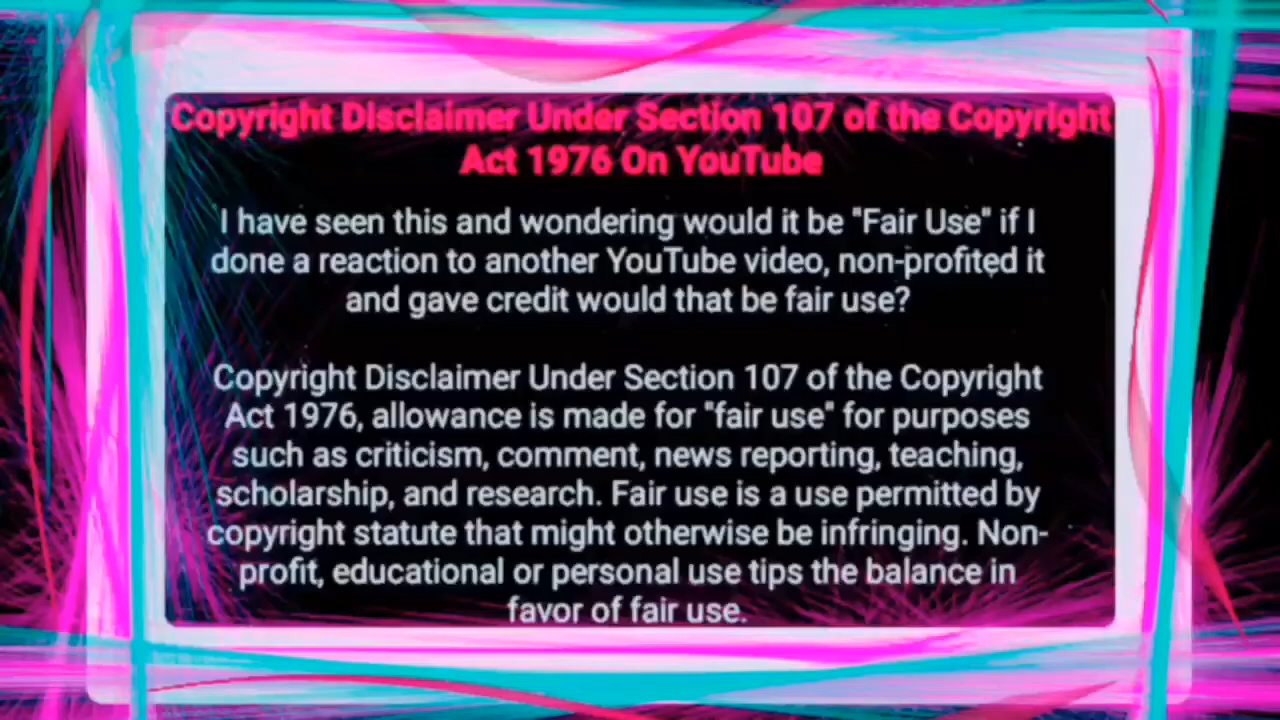 Copyright Disclaimer Under Section 107 of the Copyright
Act 1976 On YouTube
I have seen this and wondering would it be "Fair Use" if I
done a reaction to another YouTube video, non-profited it
and gave credit would that be fair use?
Copyright Disclaimer Under Section 107 of the Copyright
Act 1976, allowance is made for "fair use" for purposes
such as criticism, comment, news reporting, teaching,
scholarship, and research. Fair use is a use permitted by
copyright statute that might otherwise be infringing. Non-
profit, educational or personal use tips the balance in
favor of fair use.